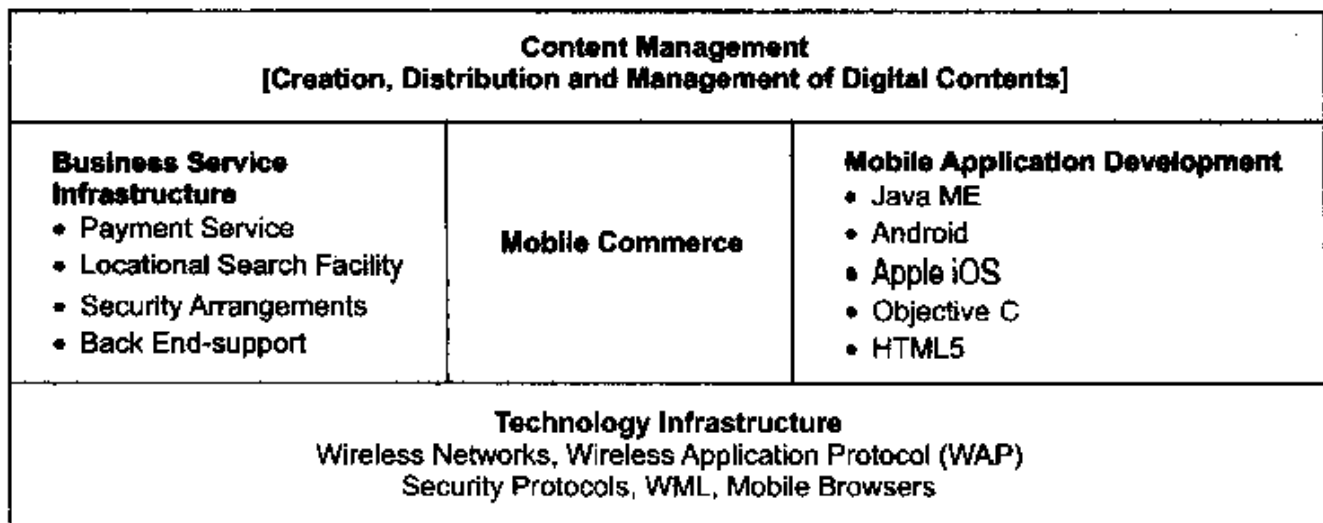 Content Management
[Creation, Distribution and Management of Digital Contents]
Business Service
Infrastructure
• Payment Service
• Locational Search Facility
• Security Arrangements
• Back End-support
Mobile Commerce
Mobile Application Development
• Java ME
• Android
• Apple iOS
• Objective C
• HTML5
Technology Infrastructure
Wireless Networks, Wireless Application Protocol (WAP)
Security Protocols, WML, Mobile Browsers